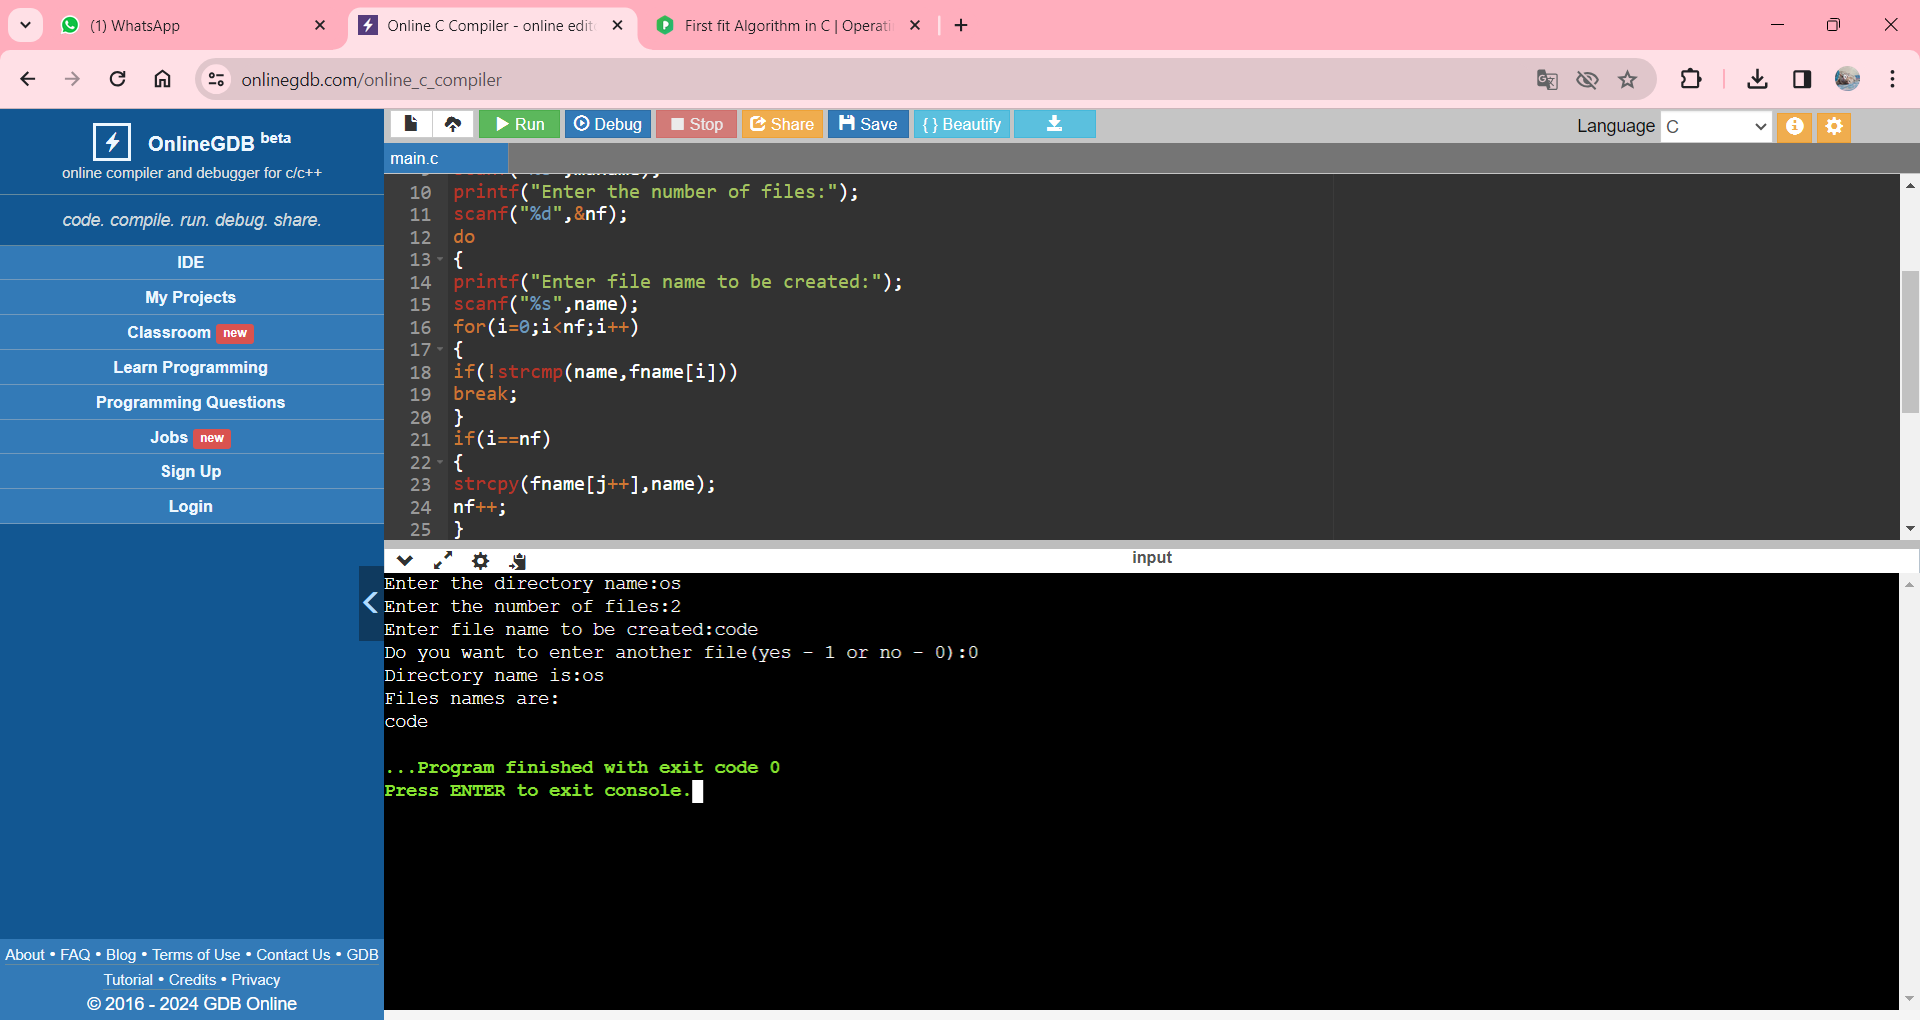 (1) WhatsApp
Online C Compiler - online edit
First fit Algorithm in C | Operati
onlinegdb.com/online_c_compiler
OnlineGDB beta
online compiler and debugger for c/c++
code. compile. run. debug. share.
IDE
My Projects
Classroom new
Learn Programming
Programming Questions
Jobs new
Sign Up
Login
About • FAQ • Blog • Terms of Use • Contact Us • GDB
Tutorial • Credits • Privacy
© 2016 - 2024 GDB Online
Run Debug Stop Share Save { } Beautify
Language C
main.c
10 printf("Enter the number of files:");
11 scanf("%d",&nf);
12 do
13 {
14 printf("Enter file name to be created:");
15 scanf("%s",name);
16 for(i=0;i<nf;i++)
17 {
18 if(!strcmp(name,fname[i]))
19 break;
20 }
21 if(i==nf)
22 {
23 strcpy(fname[j++],name);
24 nf++;
25 }
input
Enter the directory name:os
Enter the number of files:2
Enter file name to be created:code
Do you want to enter another file(yes - 1 or no - 0):0
Directory name is:os
Files names are:
code
...Program finished with exit code 0
Press ENTER to exit console.